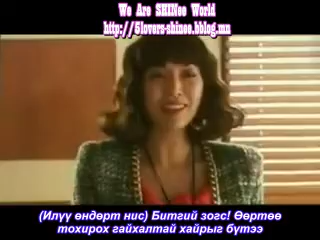 We Are SHINee World
http://5lovers-shinee.bblog.mn
(Илүү өндөрт нис) Битгий зогс! Өөртөө
тохирох гайхалтай хайрыг бүтээ